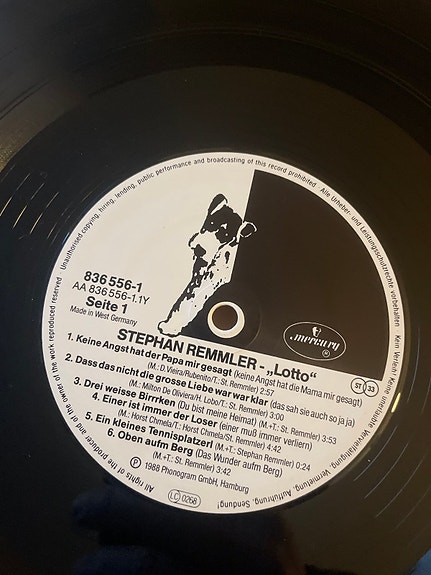 Unauthorised copying, hiring, lending, public performance and broadcasting of this record prohibited · Alle Urheber- und Leistungsschutzrechte vorbehalten · Kein Verleih! Keine unerlaubte Vervielfältigung, Vermietung, Aufführung, Sendung!
All rights of the producer and of the owner of the work reproduced reserved ·
836 556-1
AA 836 556-1.1Y
Seite 1
Made in West Germany
mercury
®
ST 33
STEPHAN REMMLER - „Lotto“
1. Keine Angst hat der Papa mir gesagt (keine Angst hat die Mama mir gesagt)
(M.: D.Vieira/Rubenito/T.: St. Remmler) 2:57
2. Dass das nicht die grosse Liebe war war klar (das sah sie auch so ja ja)
(M.: Milton De Oliviera/H. Lobo/T.: St. Remmler) 3:00
3. Drei weisse Birrken (Du bist meine Heimat) (M.+T.: St. Remmler) 3:53
4. Einer ist immer der Loser (einer muß immer verliern)
(M.: Horst Chmela/T.: Horst Chmela/St. Remmler) 4:42
5. Ein kleines Tennisplatzerl (M.+T.: Stephan Remmler) 0:24
6. Oben aufm Berg (Das Wunder aufm Berg)
(M.+T.: St. Remmler) 3:42
Ⓟ 1988 Phonogram GmbH, Hamburg
LC 0268